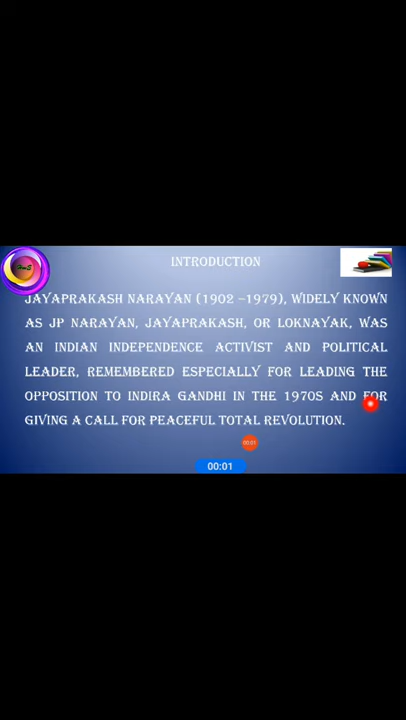 INTRODUCTION
JAYAPRAKASH NARAYAN (1902 –1979), WIDELY KNOWN
AS JP NARAYAN, JAYAPRAKASH, OR LOKNAYAK, WAS
AN INDIAN INDEPENDENCE ACTIVIST AND POLITICAL
LEADER, REMEMBERED ESPECIALLY FOR LEADING THE
OPPOSITION TO INDIRA GANDHI IN THE 1970S AND FOR
GIVING A CALL FOR PEACEFUL TOTAL REVOLUTION.
00:01
00:01